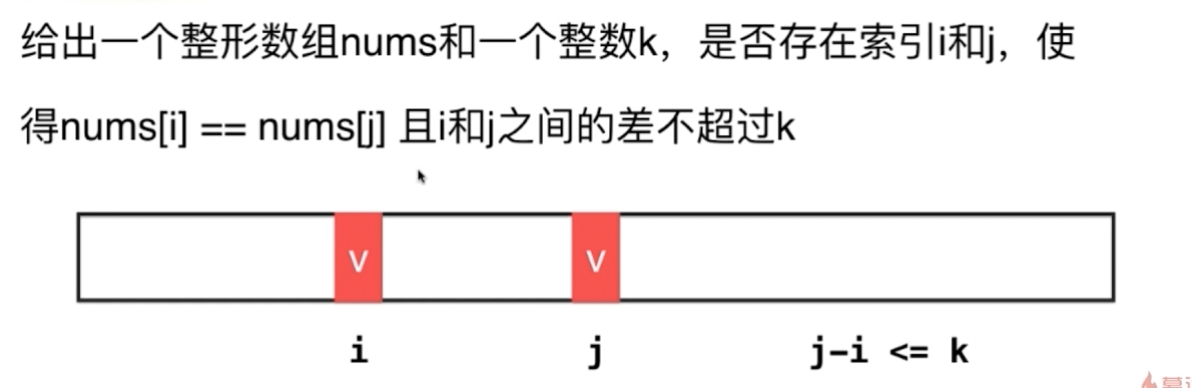 给出一个整形数组nums和一个整数k，是否存在索引i和j，使
得nums[i] == nums[j] 且i和j之间的差不超过k
v v
i j j-i <= k